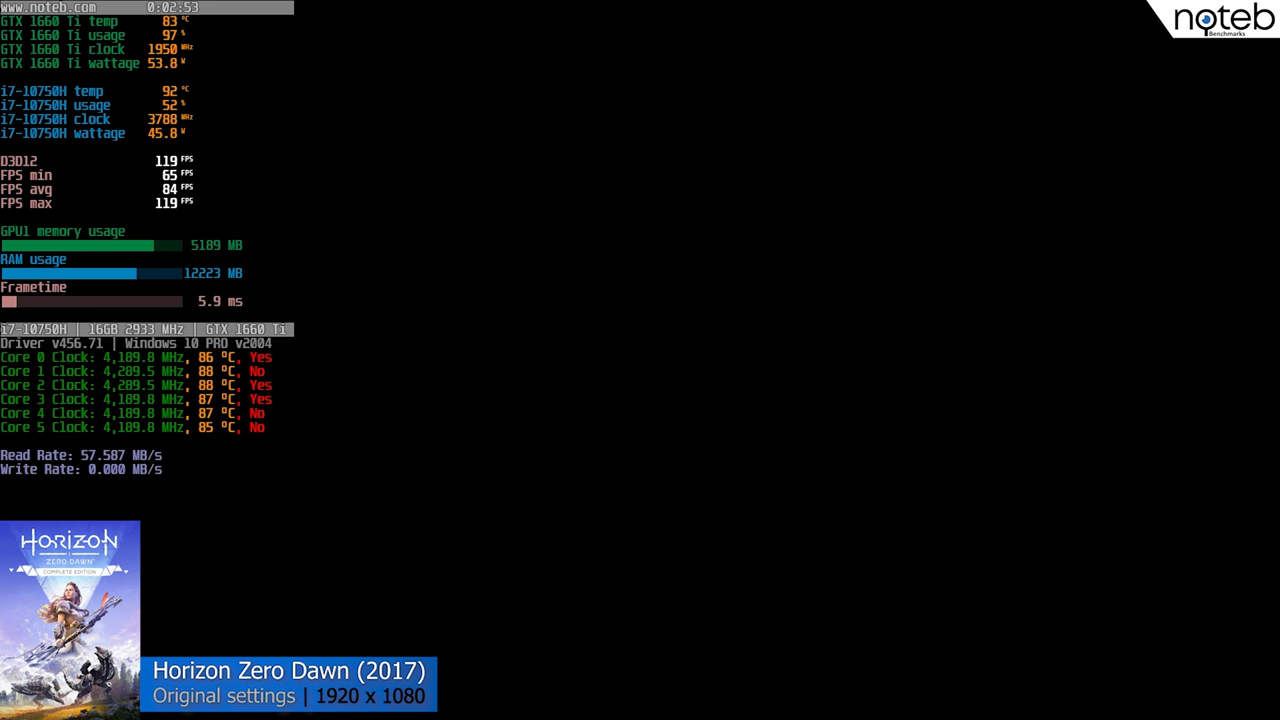 www.noteb.com 0:02:53
GTX 1660 Ti temp 83 °C
GTX 1660 Ti usage 97 %
GTX 1660 Ti clock 1950 MHz
GTX 1660 Ti wattage 53.8 W
i7-10750H temp 92 °C
i7-10750H usage 52 %
i7-10750H clock 3788 MHz
i7-10750H wattage 45.8 W
D3D12 119 FPS
FPS min 65 FPS
FPS avg 84 FPS
FPS max 119 FPS
GPU1 memory usage
5189 MB
RAM usage
12223 MB
Frametime
5.9 ms
i7-10750H | 16GB 2933 MHz | GTX 1660 Ti
Driver v456.71 | Windows 10 PRO v2004
Core 0 Clock: 4,189.8 MHz, 86 ºC, Yes
Core 1 Clock: 4,289.5 MHz, 88 ºC, No
Core 2 Clock: 4,289.5 MHz, 88 ºC, Yes
Core 3 Clock: 4,189.8 MHz, 87 ºC, Yes
Core 4 Clock: 4,189.8 MHz, 87 ºC, No
Core 5 Clock: 4,189.8 MHz, 85 ºC, No
Read Rate: 57.587 MB/s
Write Rate: 0.000 MB/s
noteb
Benchmarks
HORIZON
ZERO DAWN
COMPLETE EDITION
Horizon Zero Dawn (2017)
Original settings | 1920 x 1080